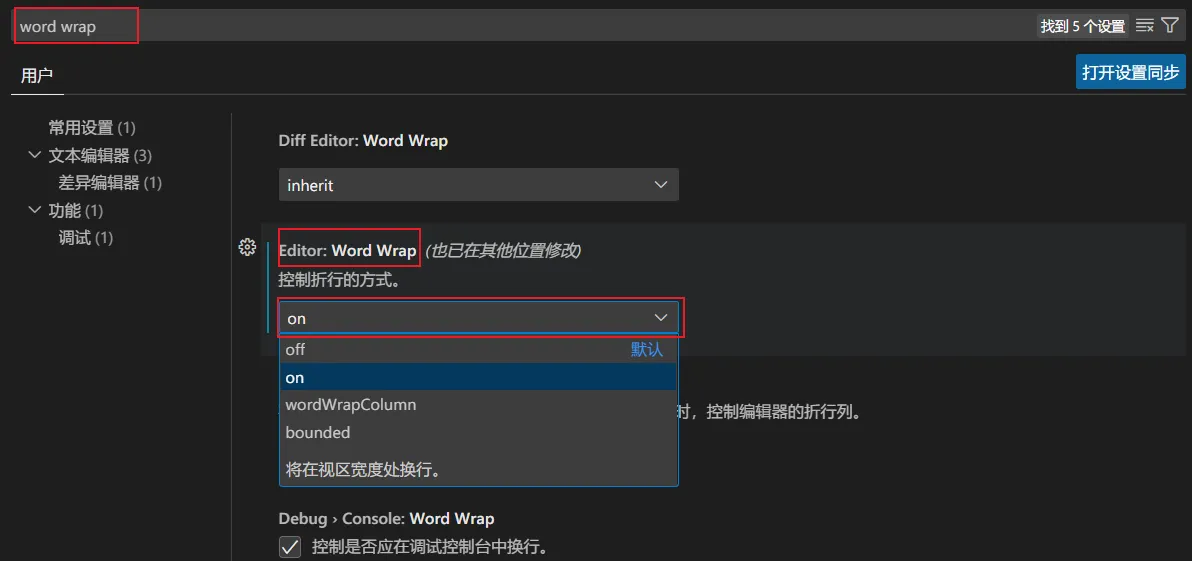 word wrap
找到 5 个设置
用户
打开设置同步
常用设置 (1)
文本编辑器 (3)
差异编辑器 (1)
功能 (1)
调试 (1)
Diff Editor: Word Wrap
inherit
Editor: Word Wrap (也已在其他位置修改)
控制折行的方式。
on
off 默认
on
wordWrapColumn
bounded
将在视区宽度处换行。
时，控制编辑器的折行列。
Debug › Console: Word Wrap
控制是否应在调试控制台中换行。